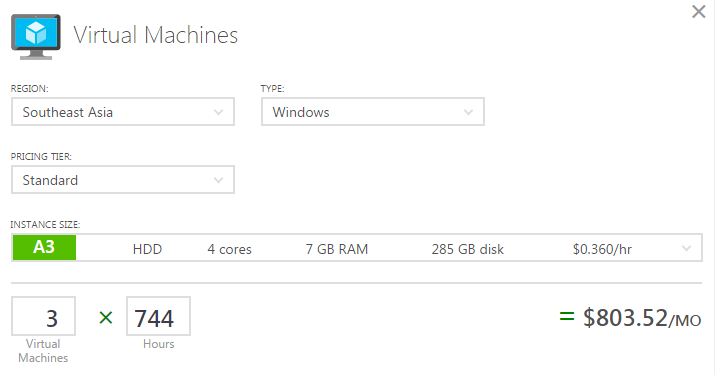 Virtual Machines
REGION: TYPE:
Southeast Asia Windows
PRICING TIER:
Standard
INSTANCE SIZE:
A3 HDD 4 cores 7 GB RAM 285 GB disk $0.360/hr
3 × 744 = $803.52/MO
Virtual Machines Hours